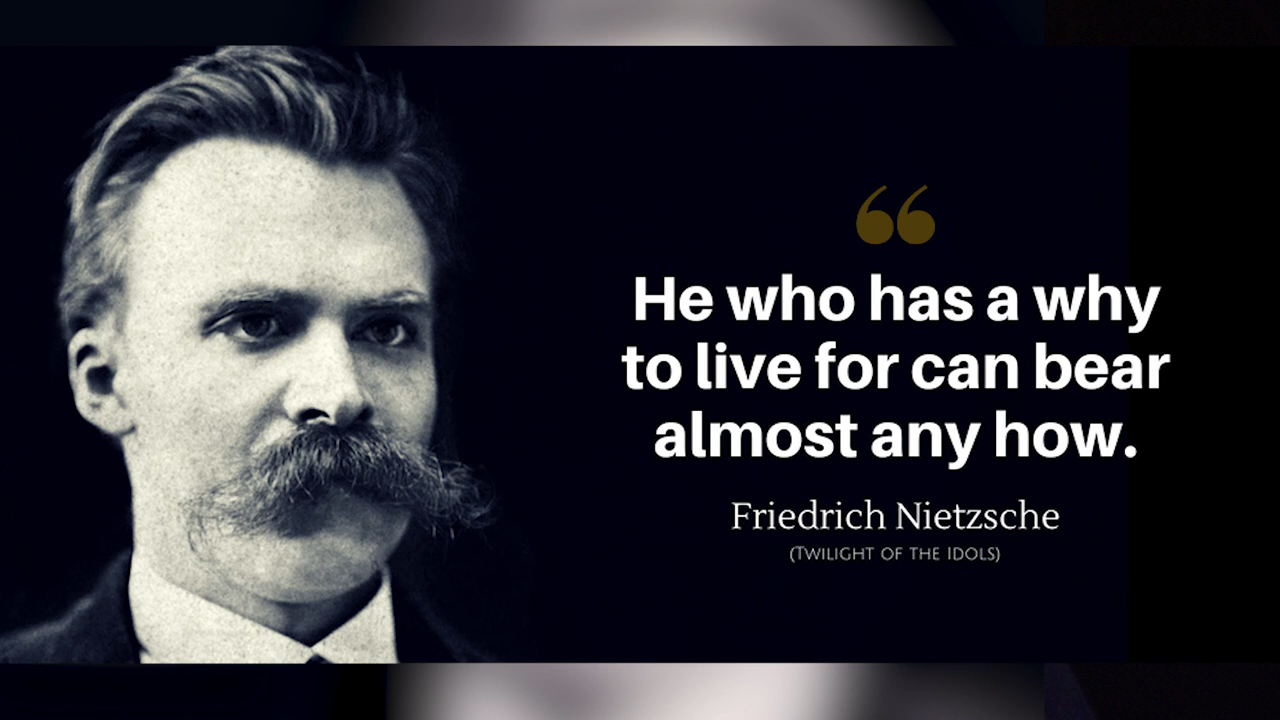 “
He who has a why
to live for can bear
almost any how.
Friedrich Nietzsche
(TWILIGHT OF THE IDOLS)